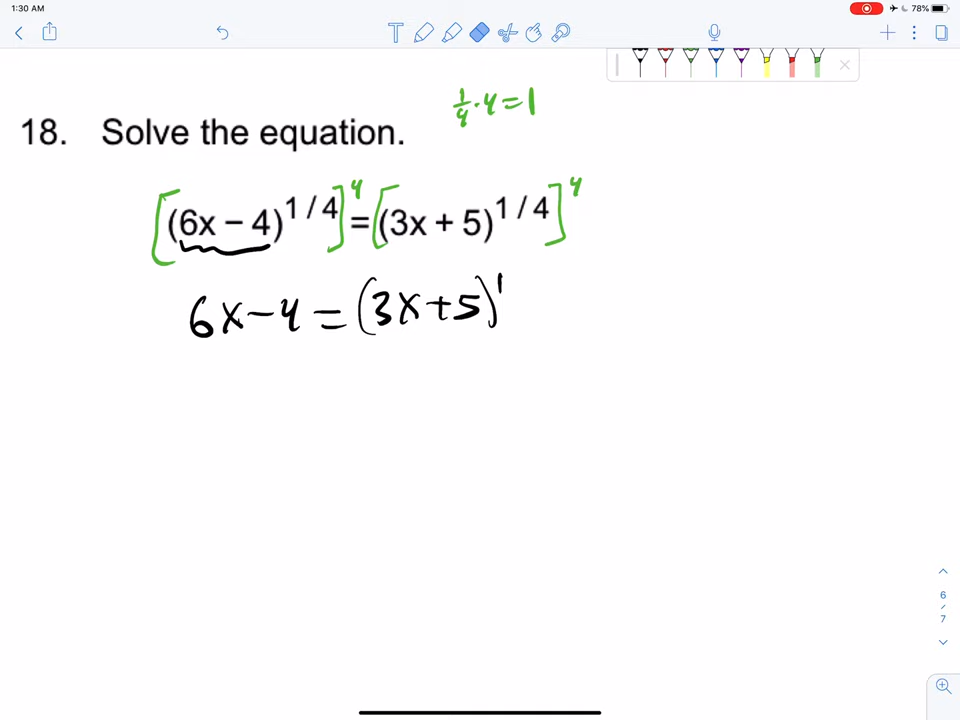 1:30 AM 78%
T
1/4 · 4 = 1
18. Solve the equation.
[(6x − 4)^1/4]^4 = [(3x + 5)^1/4]^4
6x − 4 = (3x + 5)^1
6
/
7